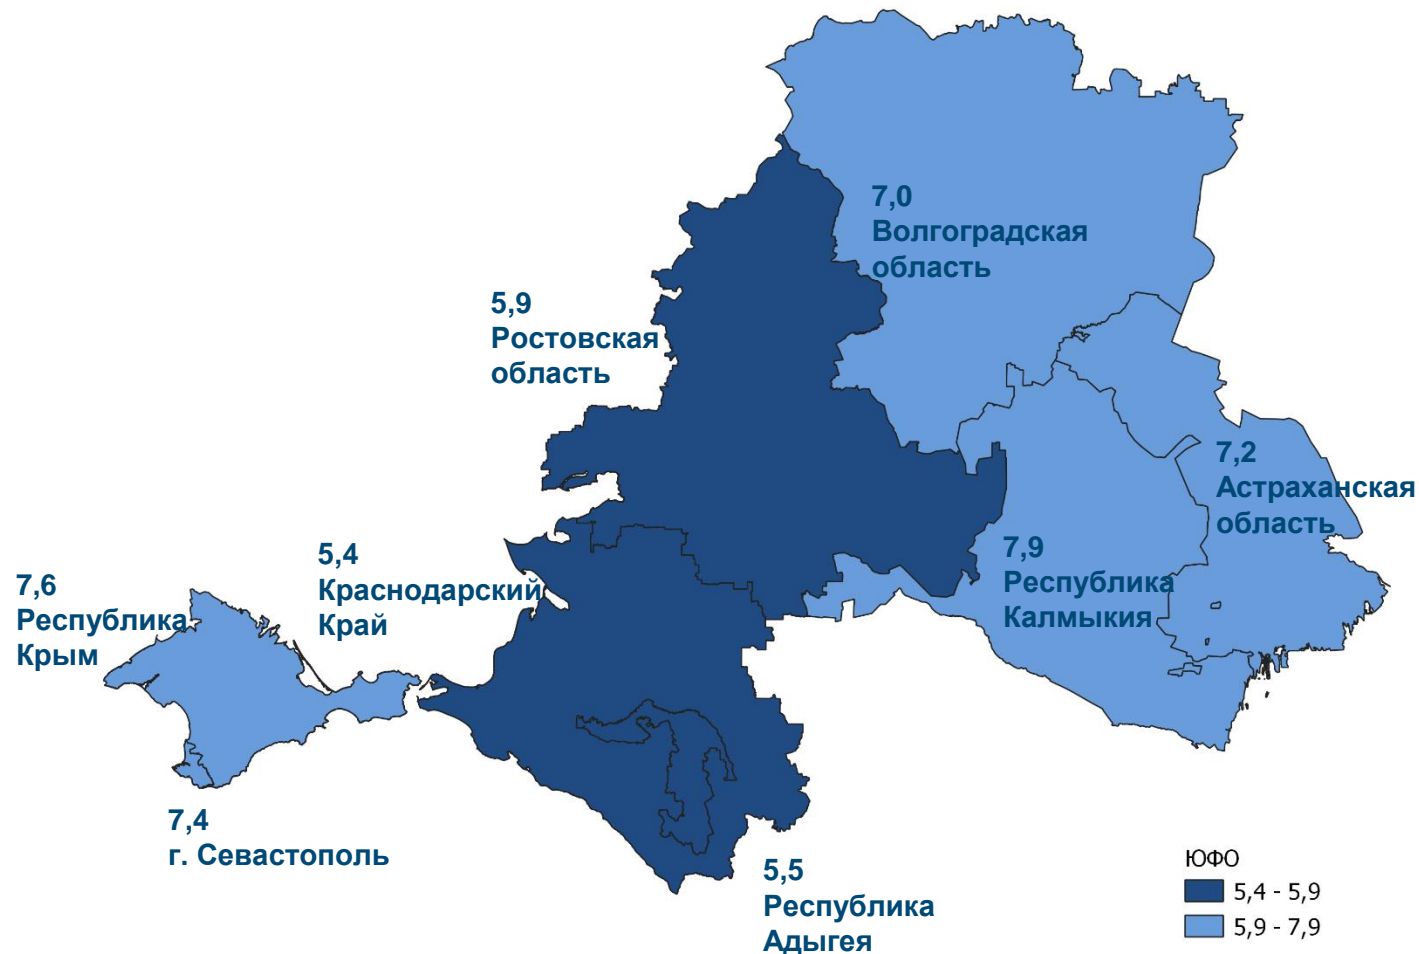 7,0
Волгоградская
область
5,9
Ростовская
область
7,2
Астраханская
область
7,9
Республика
Калмыкия
5,4
Краснодарский
Край
7,6
Республика
Крым
7,4
г. Севастополь
5,5
Республика
Адыгея
ЮФО
5,4 - 5,9
5,9 - 7,9